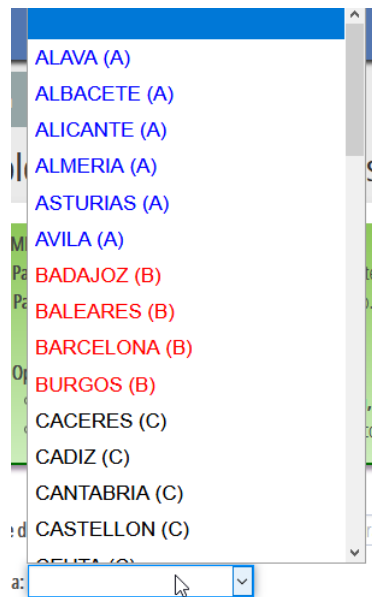 ALAVA (A)
ALBACETE (A)
ALICANTE (A)
ALMERIA (A)
ASTURIAS (A)
AVILA (A)
BADAJOZ (B)
BALEARES (B)
BARCELONA (B)
BURGOS (B)
CACERES (C)
CADIZ (C)
CANTABRIA (C)
CASTELLON (C)
a: